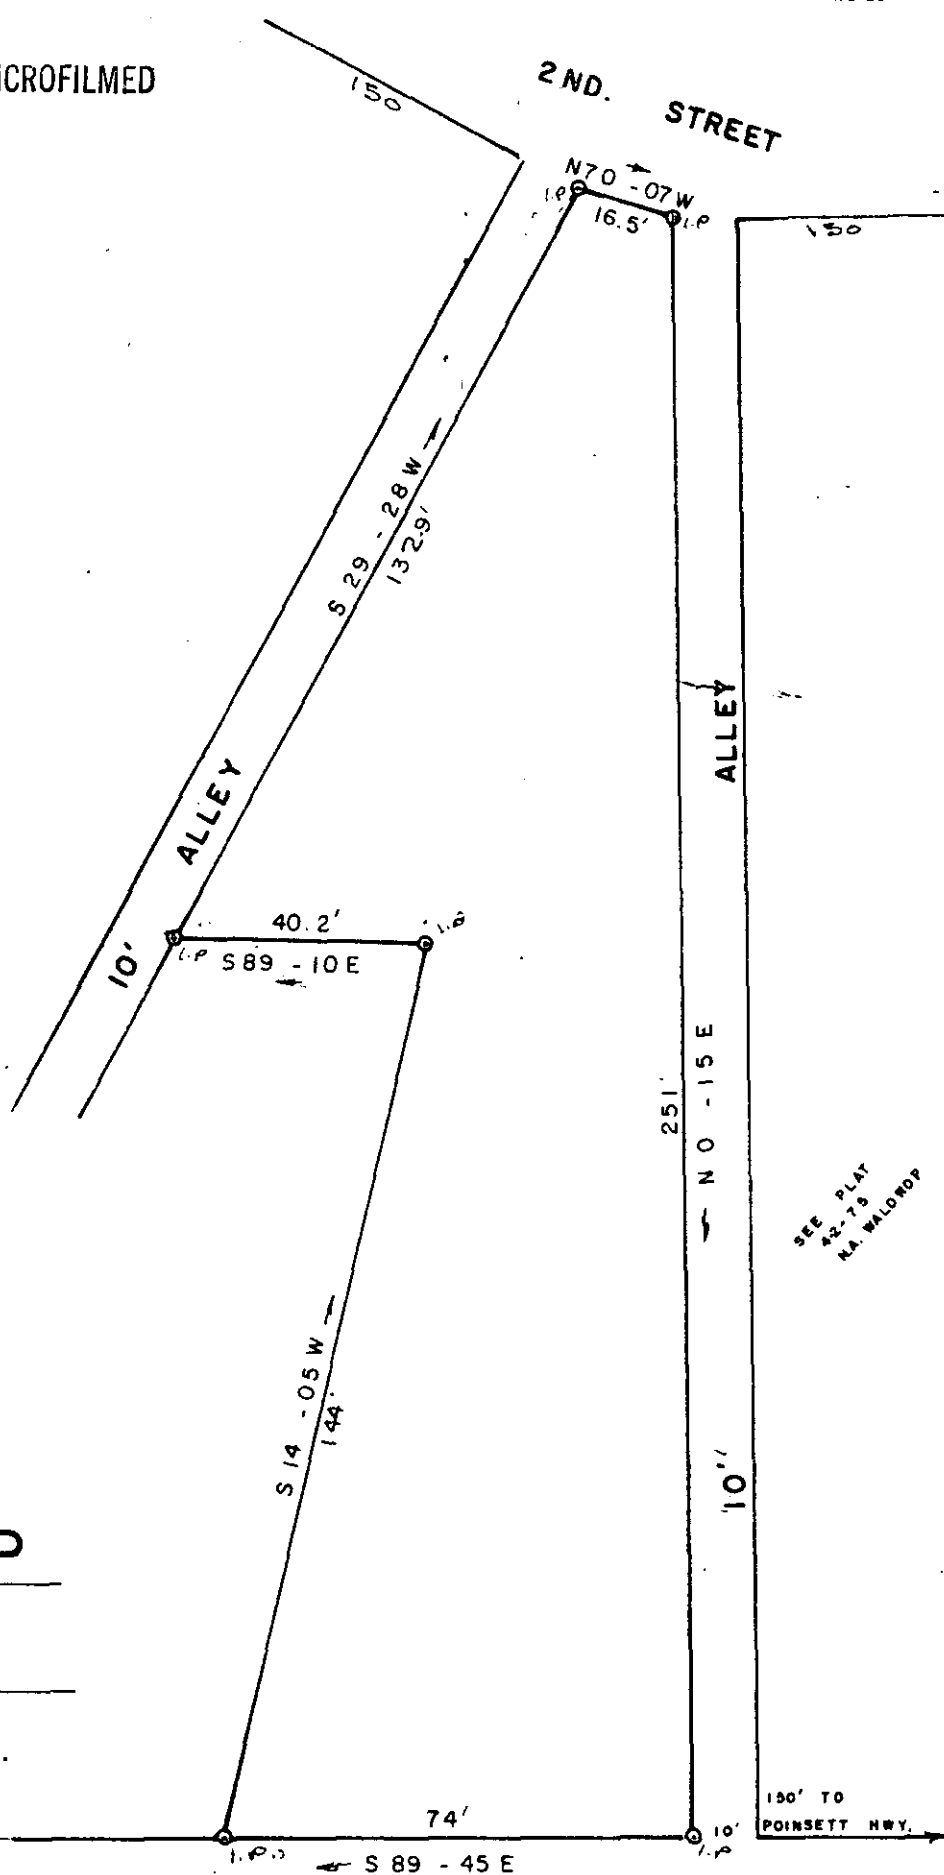 ICROFILMED
2ND. STREET
150
N70 -07W
I.P
16.5'
I.P
150
S 29 - 28 W
132.9'
ALLEY
ALLEY
10'
40.2'
I.P
I.P
S 89 - 10 E
251'
N 0 - 15 E
SEE PLAT
4-2-75
N.A. WALDROP
S 14 - 05 W
144'
10'
D
74'
150' TO
POINSETT HWY.
10'
I.P.
I.P
S 89 - 45 E